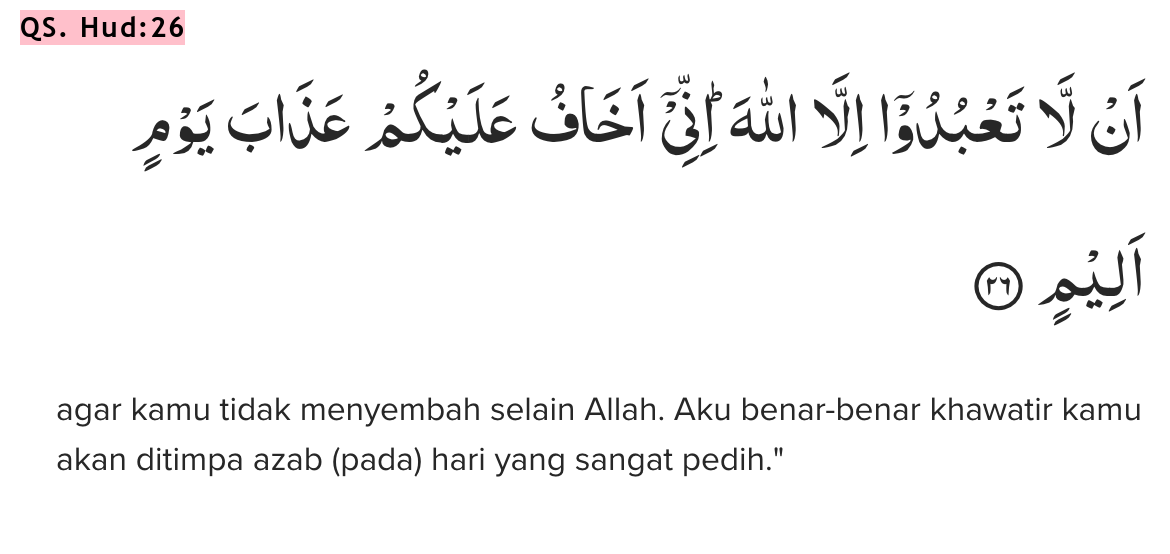 QS. Hud:26
اَنْ لَّا تَعْبُدُوْٓا اِلَّا اللّٰهَ ۗاِنِّيْٓ اَخَافُ عَلَيْكُمْ عَذَابَ يَوْمٍ
اَلِيْمٍ ٢٦
agar kamu tidak menyembah selain Allah. Aku benar-benar khawatir kamu
akan ditimpa azab (pada) hari yang sangat pedih."